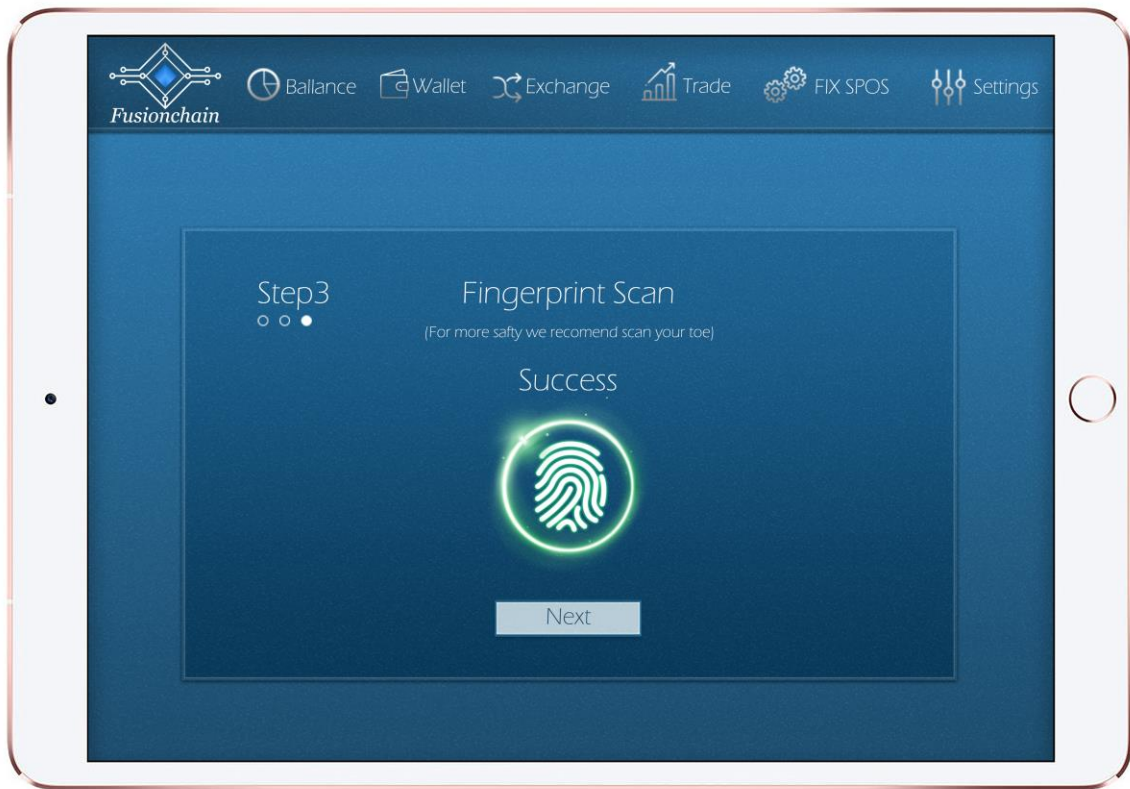 Fusionchain
Ballance
Wallet
Exchange
Trade
FIX SPOS
Settings
Step3
Fingerprint Scan
(For more safty we recomend scan your toe)
Success
Next